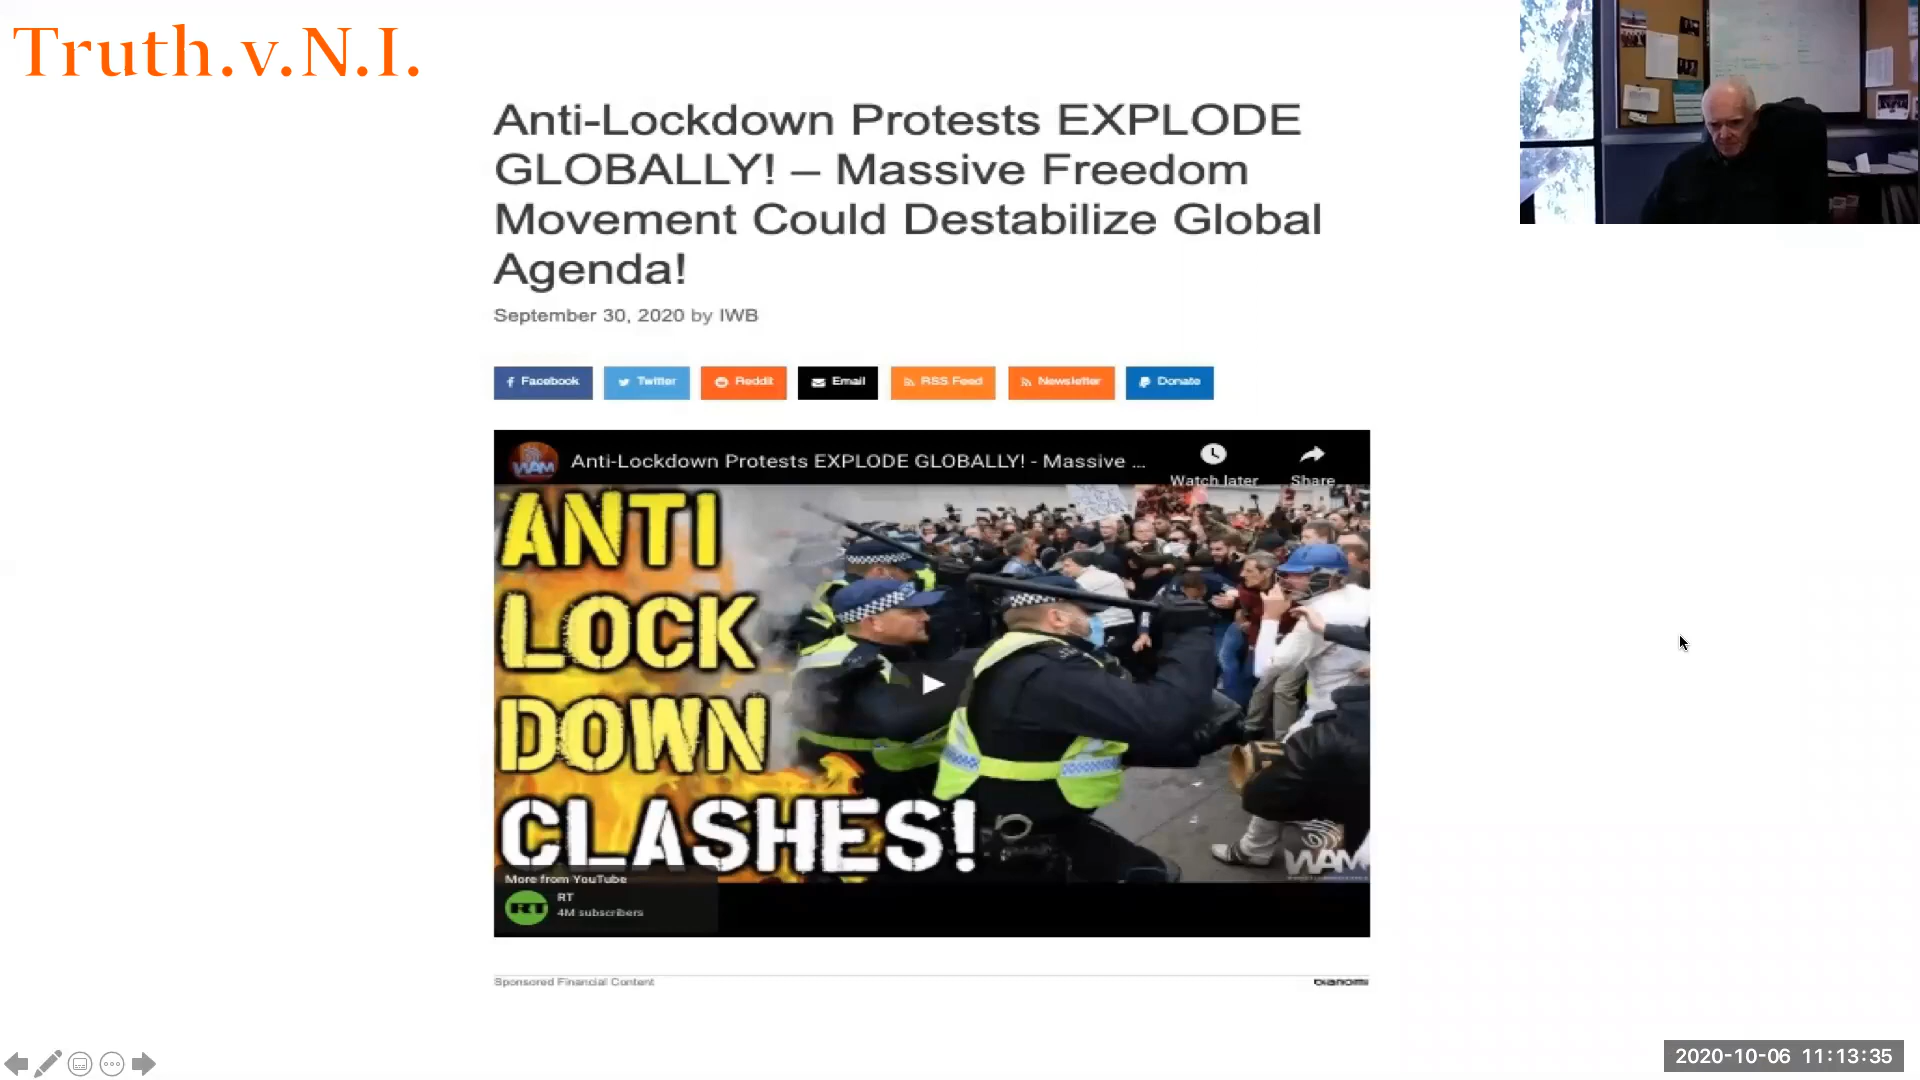 Truth.v.N.I.
Anti-Lockdown Protests EXPLODE
GLOBALLY! – Massive Freedom
Movement Could Destabilize Global
Agenda!
September 30, 2020 by IWB
Facebook Twitter Reddit Email RSS Feed Newsletter Donate
WAM Anti-Lockdown Protests EXPLODE GLOBALLY! - Massive ...
Watch later Share
ANTI
LOCK
DOWN
CLASHES!
WAM
More from YouTube
RT RT
4M subscribers
Sponsored Financial Content
2020-10-06 11:13:35